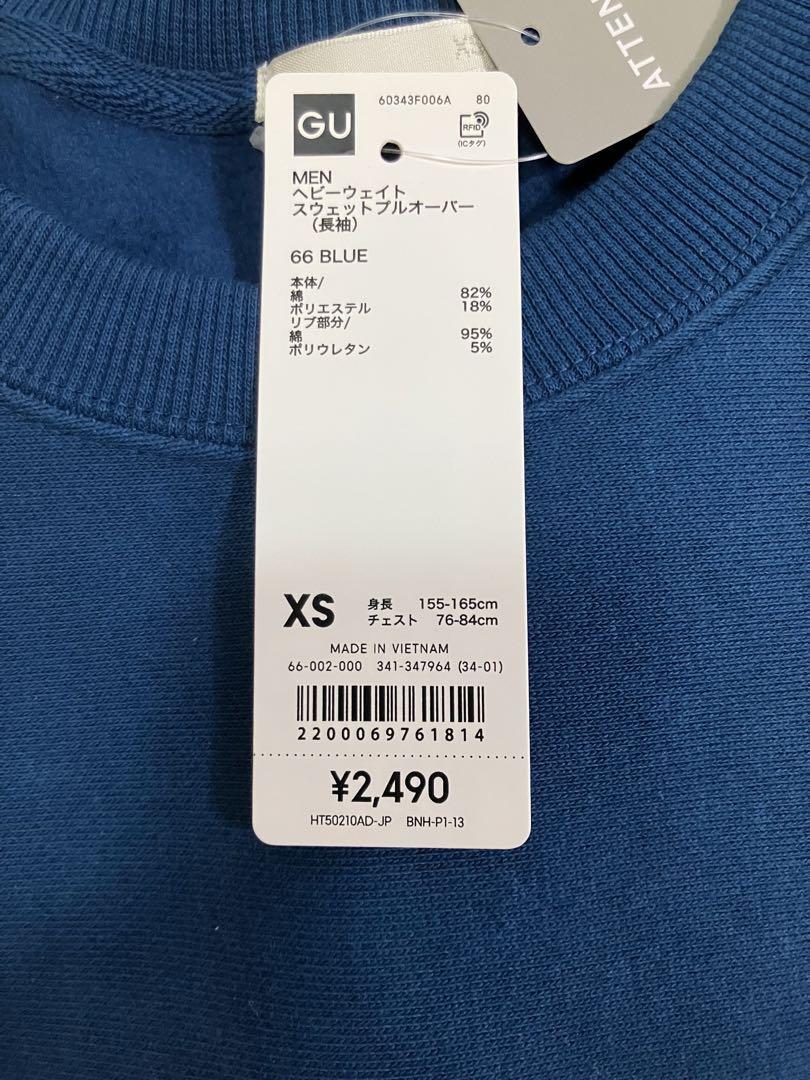 ATTEN
GU
60343F006A 80
RFID
(ICタグ)
MEN
ヘビーウェイト
スウェットプルオーバー
（長袖）
66 BLUE
本体/
綿 82%
ポリエステル 18%
リブ部分/
綿 95%
ポリウレタン 5%
XS 身長 155-165cm
チェスト 76-84cm
MADE IN VIETNAM
66-002-000 341-347964 (34-01)
2200069761814
¥2,490
HT50210AD-JP BNH-P1-13